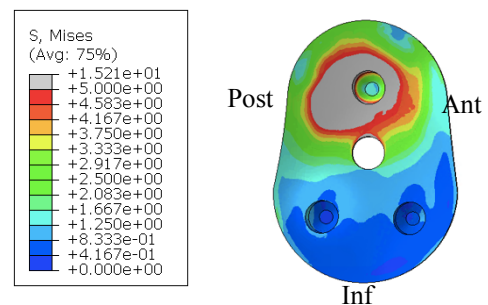 S, Mises
(Avg: 75%)
+1.521e+01
+5.000e+00
+4.583e+00
+4.167e+00
+3.750e+00
+3.333e+00
+2.917e+00
+2.500e+00
+2.083e+00
+1.667e+00
+1.250e+00
+8.333e-01
+4.167e-01
+0.000e+00
Post
Ant
Inf